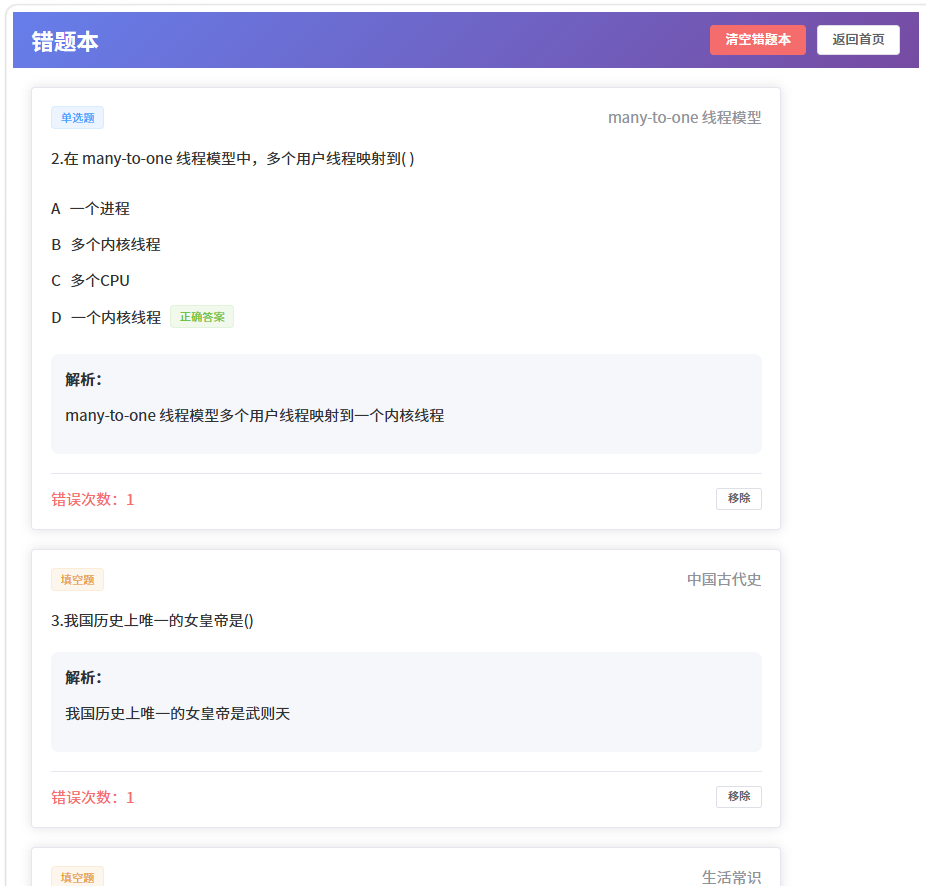 错题本
清空错题本
返回首页
单选题
many-to-one 线程模型
2.在 many-to-one 线程模型中，多个用户线程映射到( )
A 一个进程
B 多个内核线程
C 多个CPU
D 一个内核线程 正确答案
解析：
many-to-one 线程模型多个用户线程映射到一个内核线程
错误次数：1
移除
填空题
中国古代史
3.我国历史上唯一的女皇帝是()
解析：
我国历史上唯一的女皇帝是武则天
错误次数：1
移除
填空题
生活常识